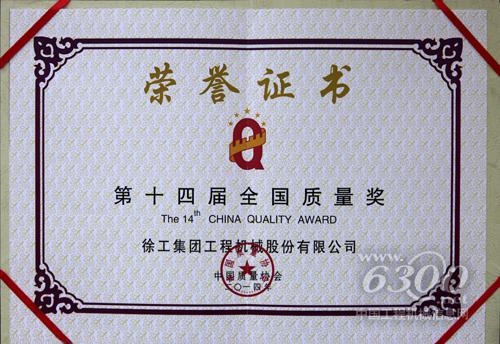 荣誉证书
Q
第十四届全国质量奖
The 14th CHINA QUALITY AWARD
徐工集团工程机械股份有限公司
中国质量协会
二〇一四年
6300
中国工程机械信息网